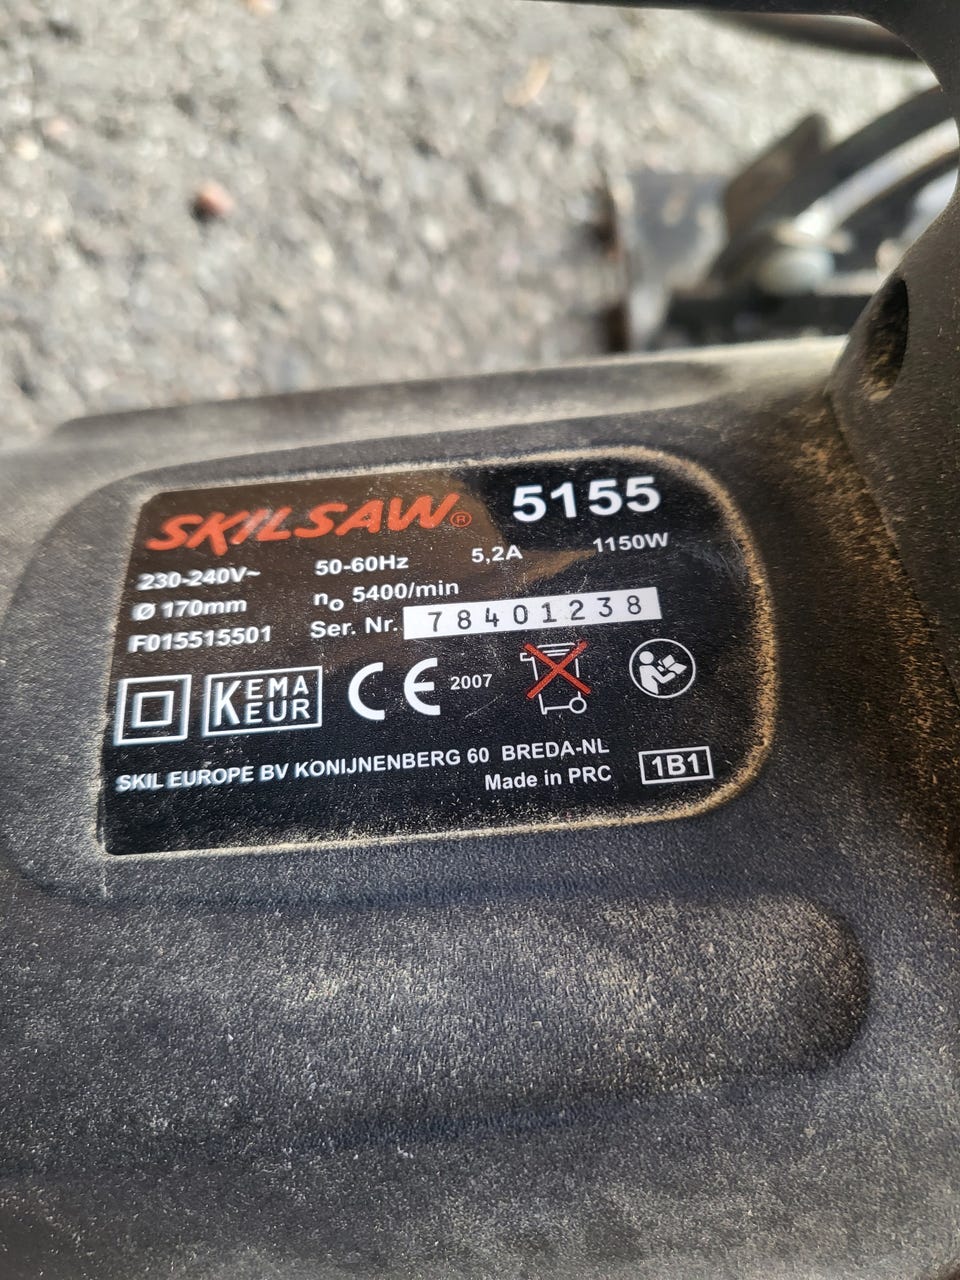 SKILSAW® 5155
230-240V~ 50-60Hz 5,2A 1150W
Ø 170mm n₀ 5400/min
F015515501 Ser. Nr. 78401238
KEMA EUR CE 2007
SKIL EUROPE BV KONIJNENBERG 60 BREDA-NL
Made in PRC 1B1